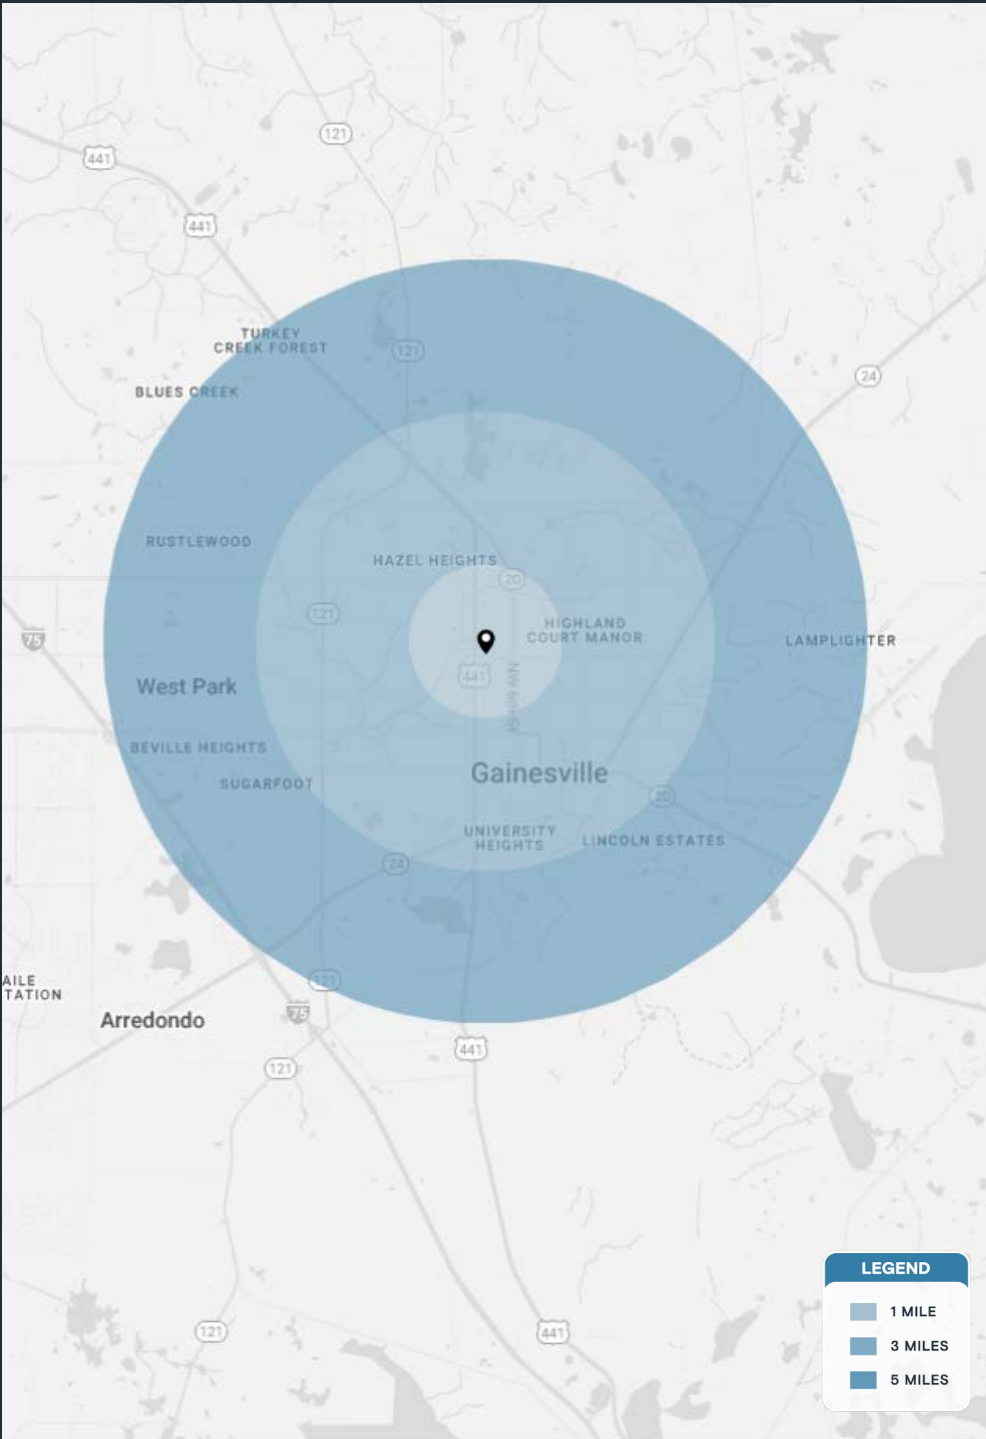 121
441
441
TURKEY
CREEK FOREST
121
24
BLUES CREEK
RUSTLEWOOD
HAZEL HEIGHTS
20
121
HIGHLAND
COURT MANOR
75
LAMPLIGHTER
441
West Park
BEVILLE HEIGHTS
Gainesville
SUGARFOOT
20
UNIVERSITY
HEIGHTS
LINCOLN ESTATES
24
AILE
TATION
121
75
Arredondo
441
121
LEGEND
1 MILE
121
441
3 MILES
5 MILES